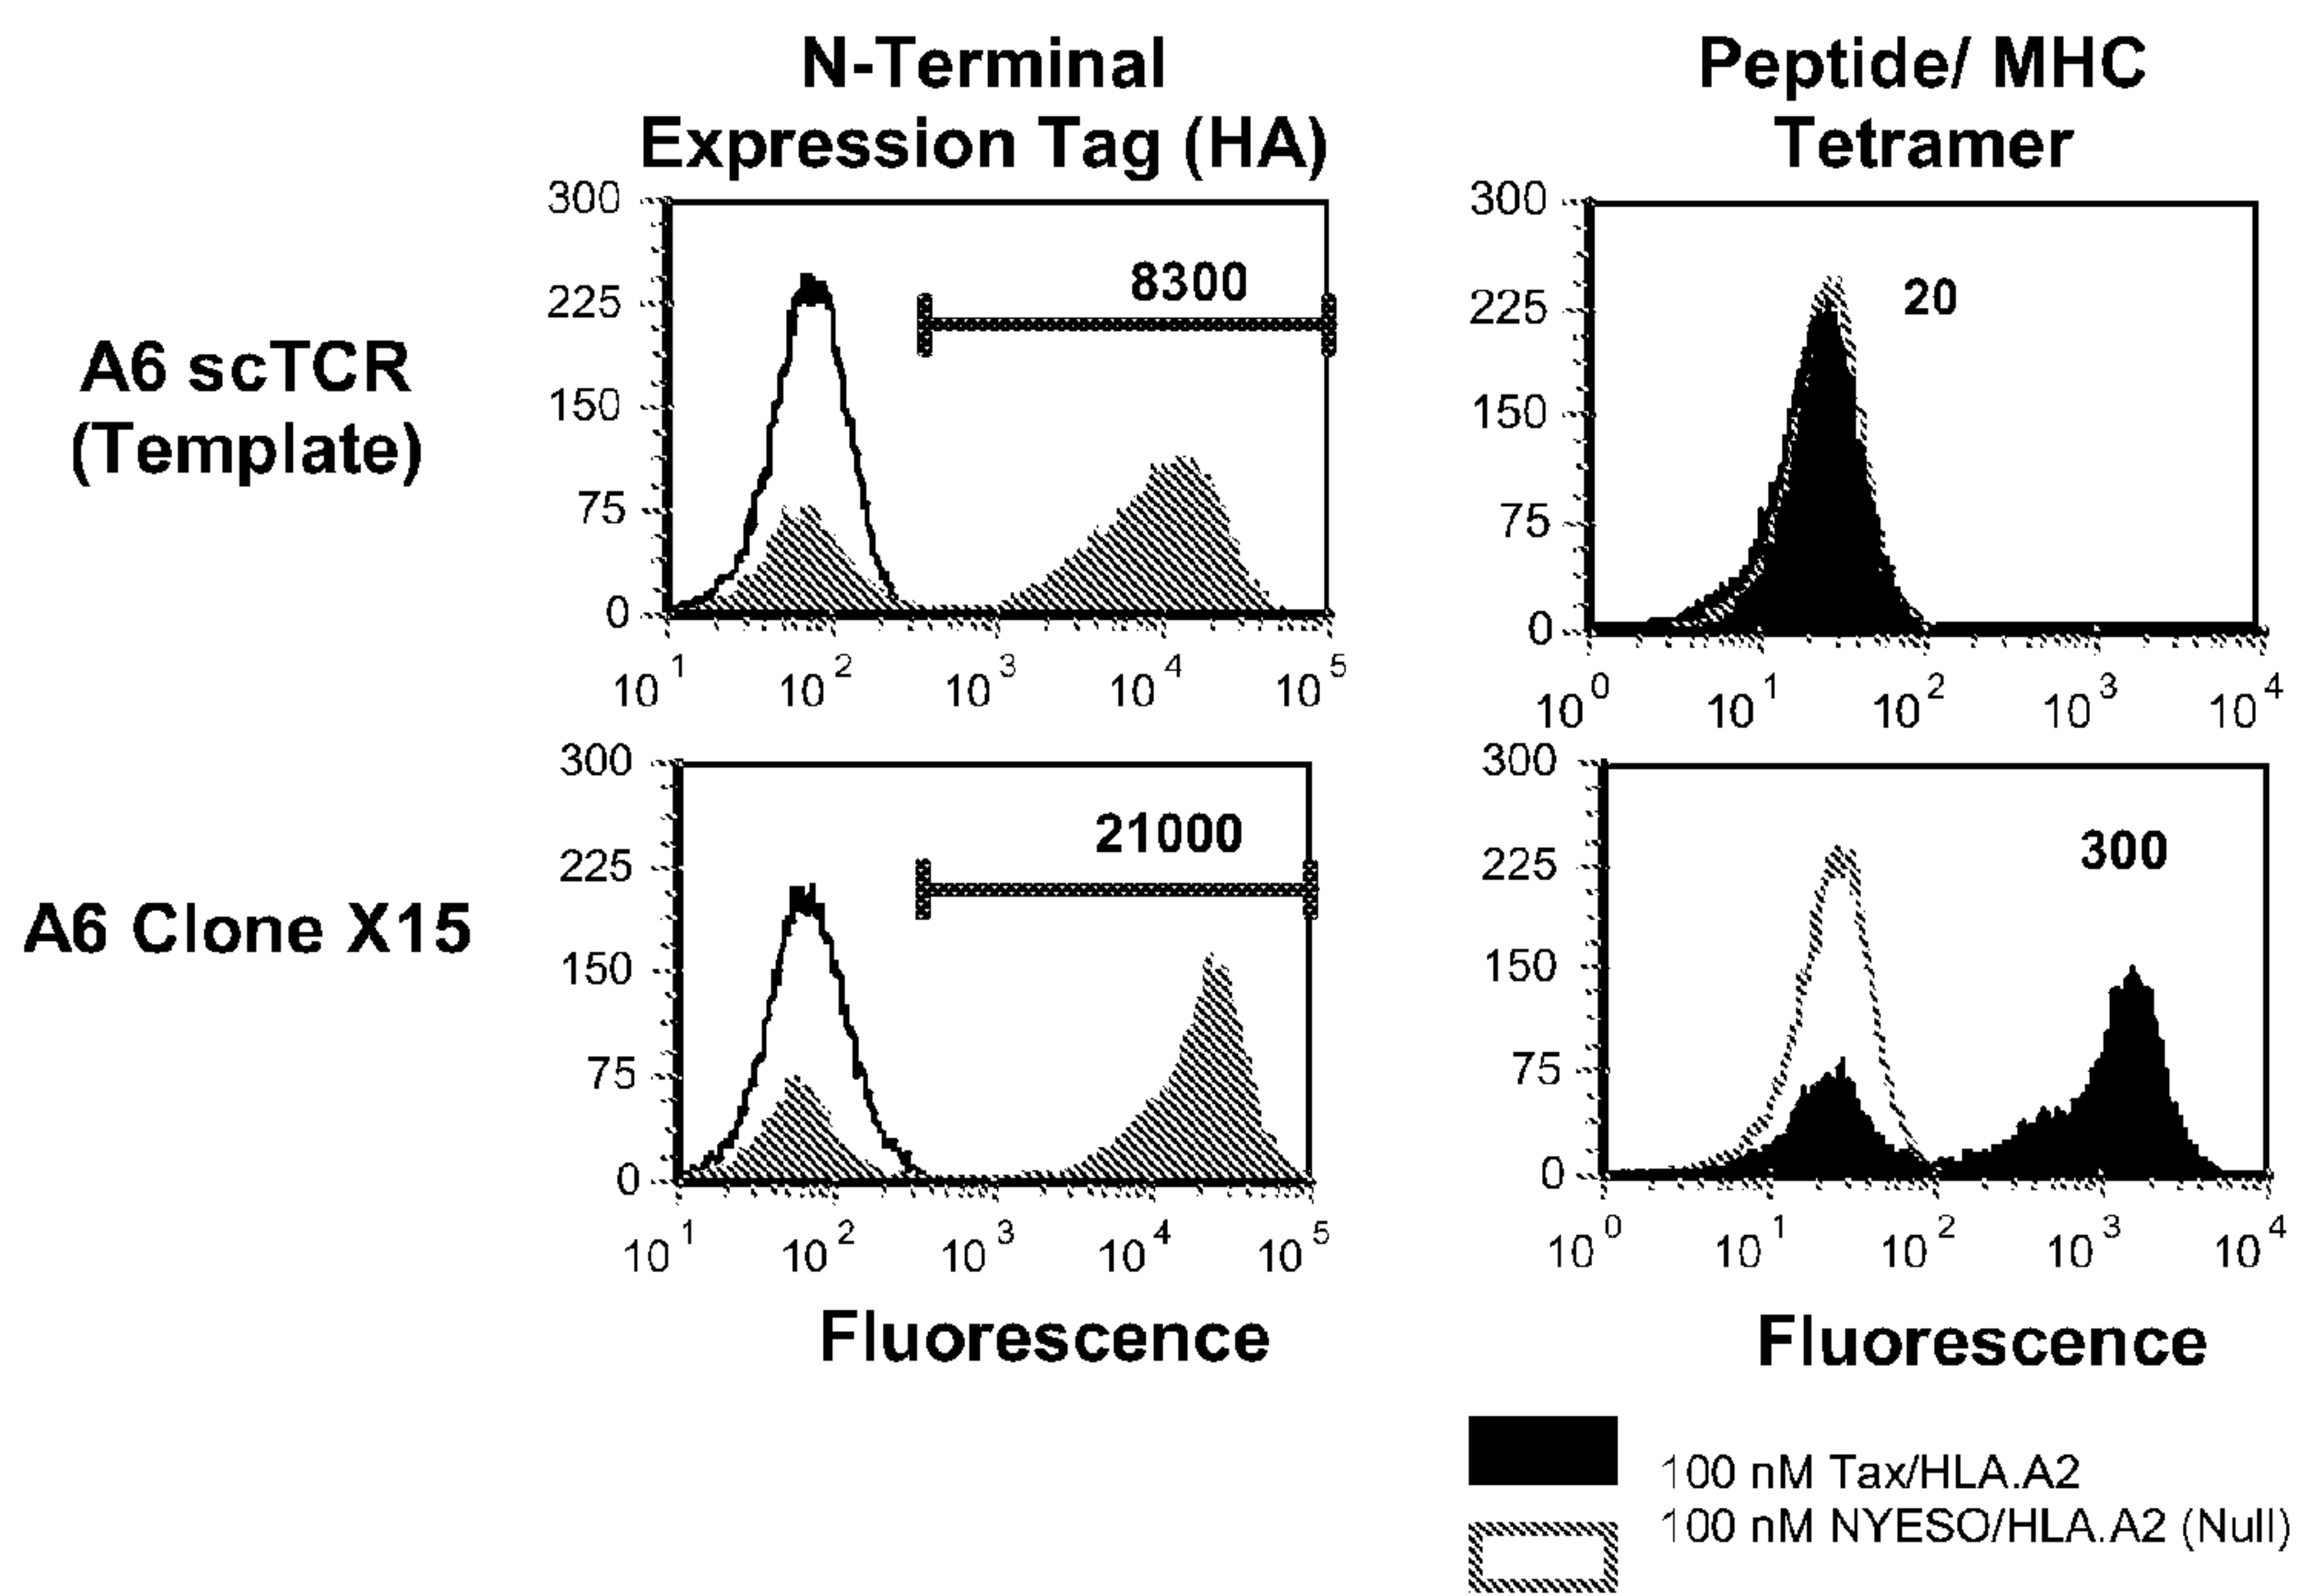 N-Terminal
Expression Tag (HA)
Peptide/ MHC
Tetramer
A6 scTCR
(Template)
300
225
150
75
0
8300
10^1 10^2 10^3 10^4 10^5
300
225
150
75
0
20
10^0 10^1 10^2 10^3 10^4
A6 Clone X15
300
225
150
75
0
21000
10^1 10^2 10^3 10^4 10^5
Fluorescence
300
225
150
75
0
300
10^0 10^1 10^2 10^3 10^4
Fluorescence
100 nM Tax/HLA.A2
100 nM NYESO/HLA.A2 (Null)